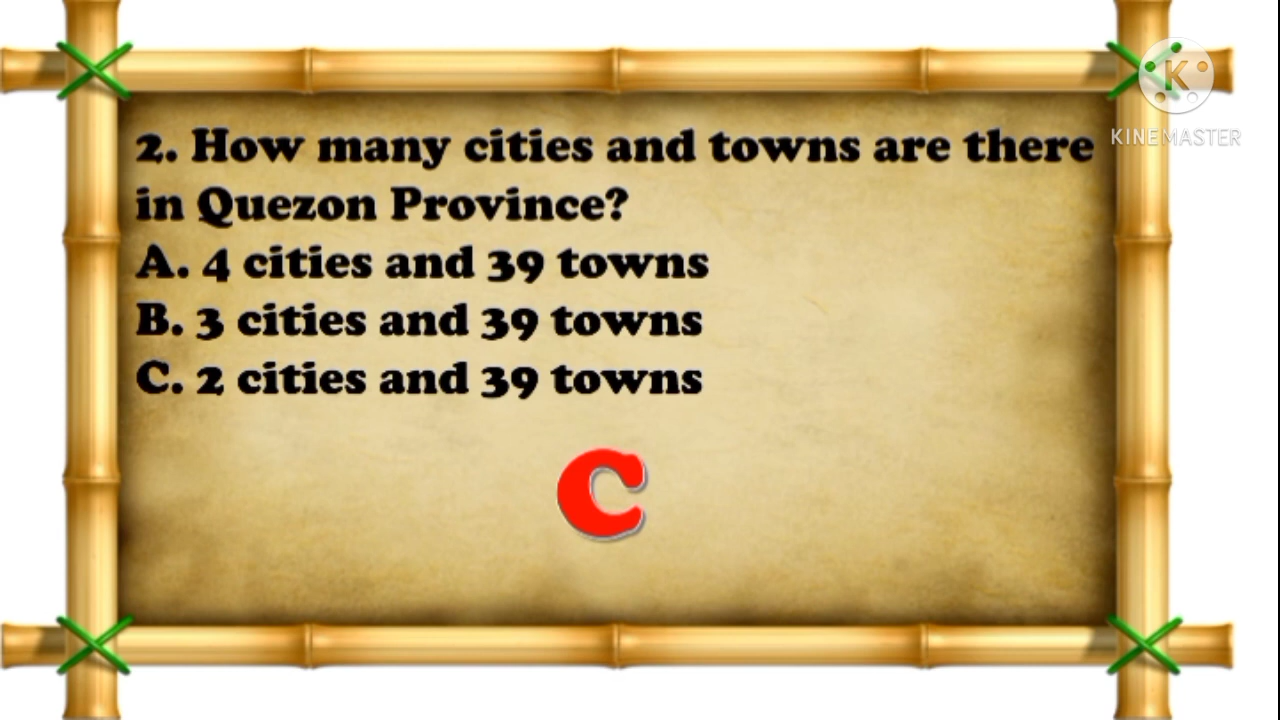 2. How many cities and towns are there
in Quezon Province?
A. 4 cities and 39 towns
B. 3 cities and 39 towns
C. 2 cities and 39 towns
C
K
KINEMASTER